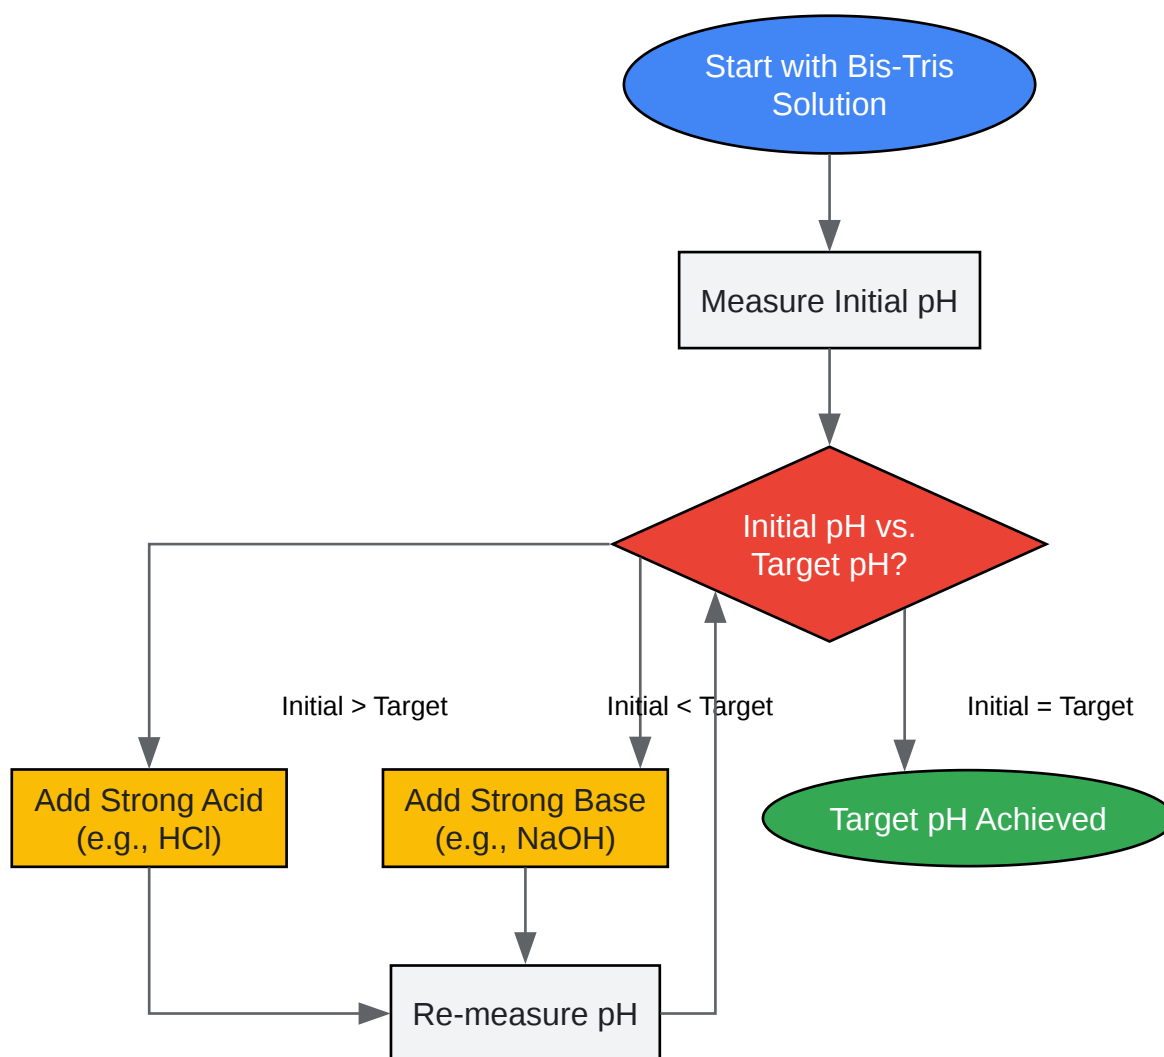 Start with Bis-Tris
Solution
Measure Initial pH
Initial pH vs.
Target pH?
Initial > Target
Initial < Target
Initial = Target
Add Strong Acid
(e.g., HCl)
Add Strong Base
(e.g., NaOH)
Target pH Achieved
Re-measure pH